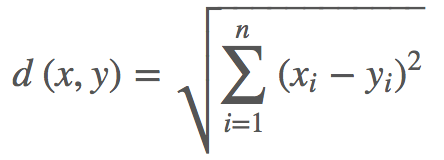 d (x, y) = √(∑_{i=1}^{n} (x_i − y_i)²)